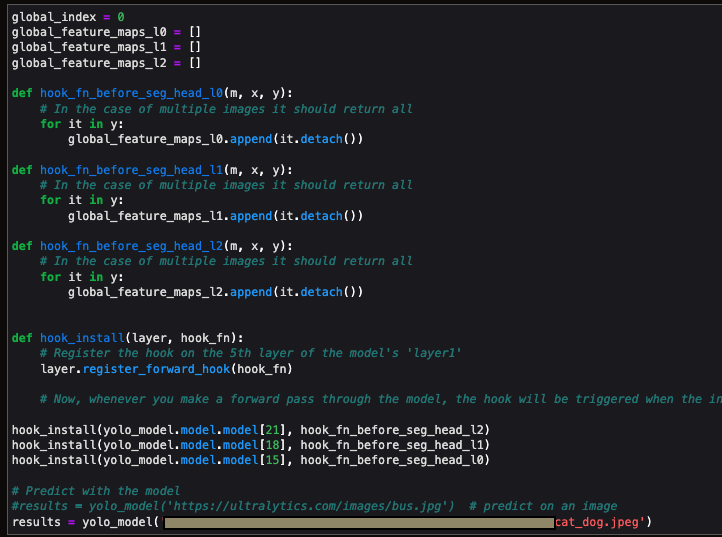 global_index = 0
global_feature_maps_l0 = []
global_feature_maps_l1 = []
global_feature_maps_l2 = []
def hook_fn_before_seg_head_l0(m, x, y):
    # In the case of multiple images it should return all
    for it in y:
        global_feature_maps_l0.append(it.detach())
def hook_fn_before_seg_head_l1(m, x, y):
    # In the case of multiple images it should return all
    for it in y:
        global_feature_maps_l1.append(it.detach())
def hook_fn_before_seg_head_l2(m, x, y):
    # In the case of multiple images it should return all
    for it in y:
        global_feature_maps_l2.append(it.detach())
def hook_install(layer, hook_fn):
    # Register the hook on the 5th layer of the model's 'layer1'
    layer.register_forward_hook(hook_fn)
    # Now, whenever you make a forward pass through the model, the hook will be triggered when the in
hook_install(yolo_model.model.model[21], hook_fn_before_seg_head_l2)
hook_install(yolo_model.model.model[18], hook_fn_before_seg_head_l1)
hook_install(yolo_model.model.model[15], hook_fn_before_seg_head_l0)
# Predict with the model
#results = yolo_model('https://ultralytics.com/images/bus.jpg')  # predict on an image
results = yolo_model('cat_dog.jpeg')